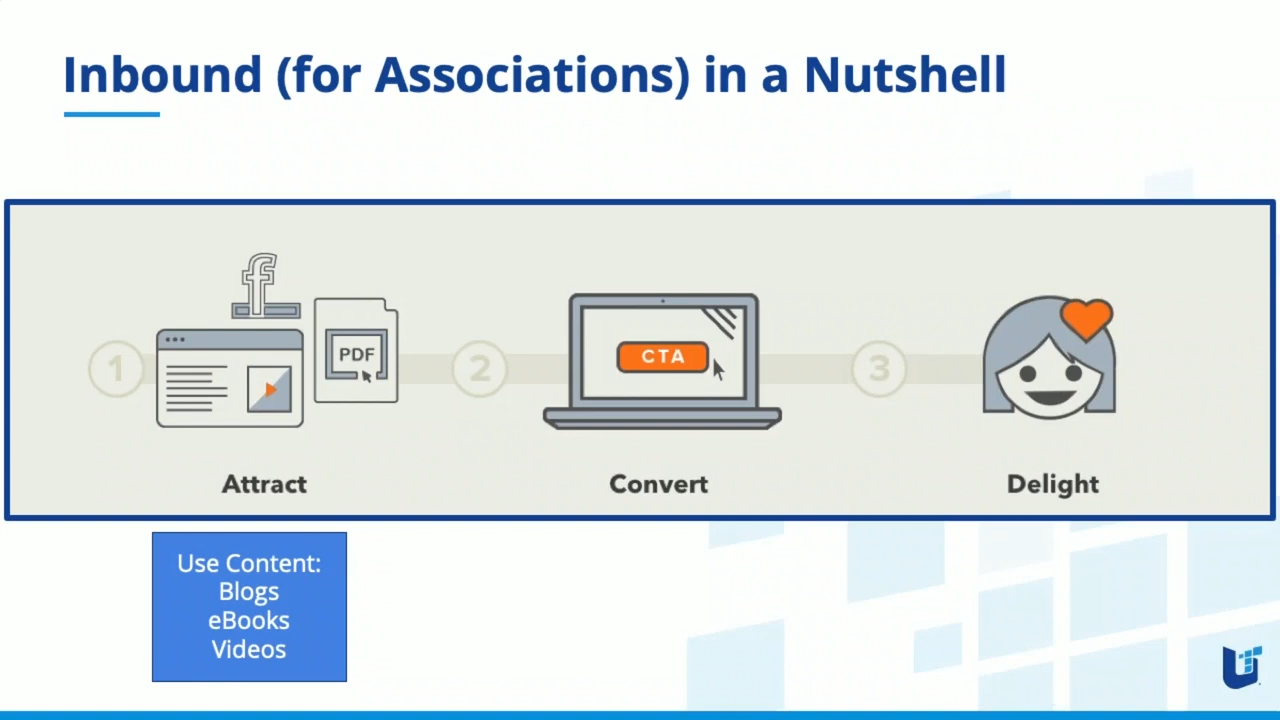 Inbound (for Associations) in a Nutshell
f
1
PDF
2
CTA
3
Attract
Convert
Delight
Use Content:
Blogs
eBooks
Videos